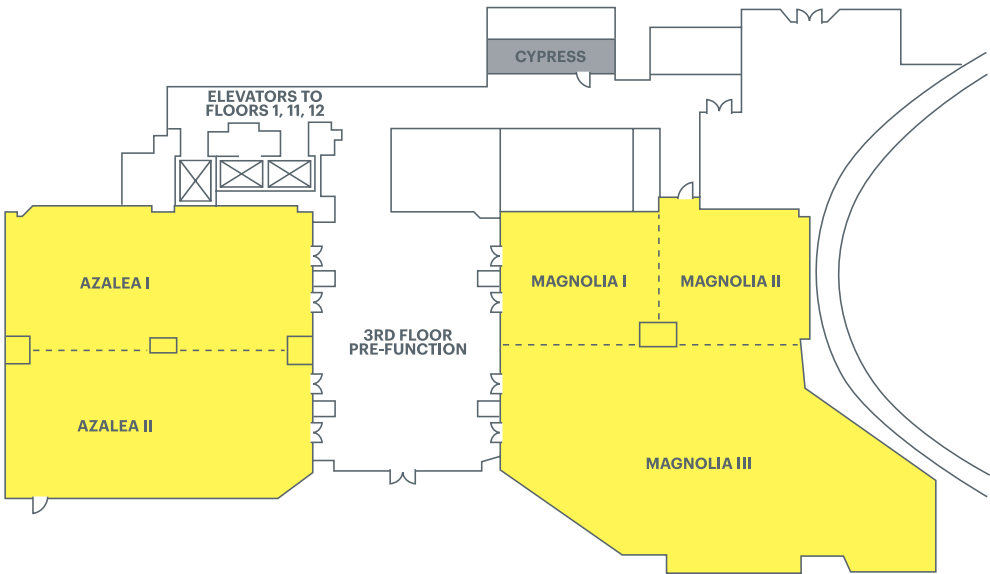 CYPRESS
ELEVATORS TO
FLOORS 1, 11, 12
AZALEA I
MAGNOLIA I
MAGNOLIA II
3RD FLOOR
PRE-FUNCTION
AZALEA II
MAGNOLIA III